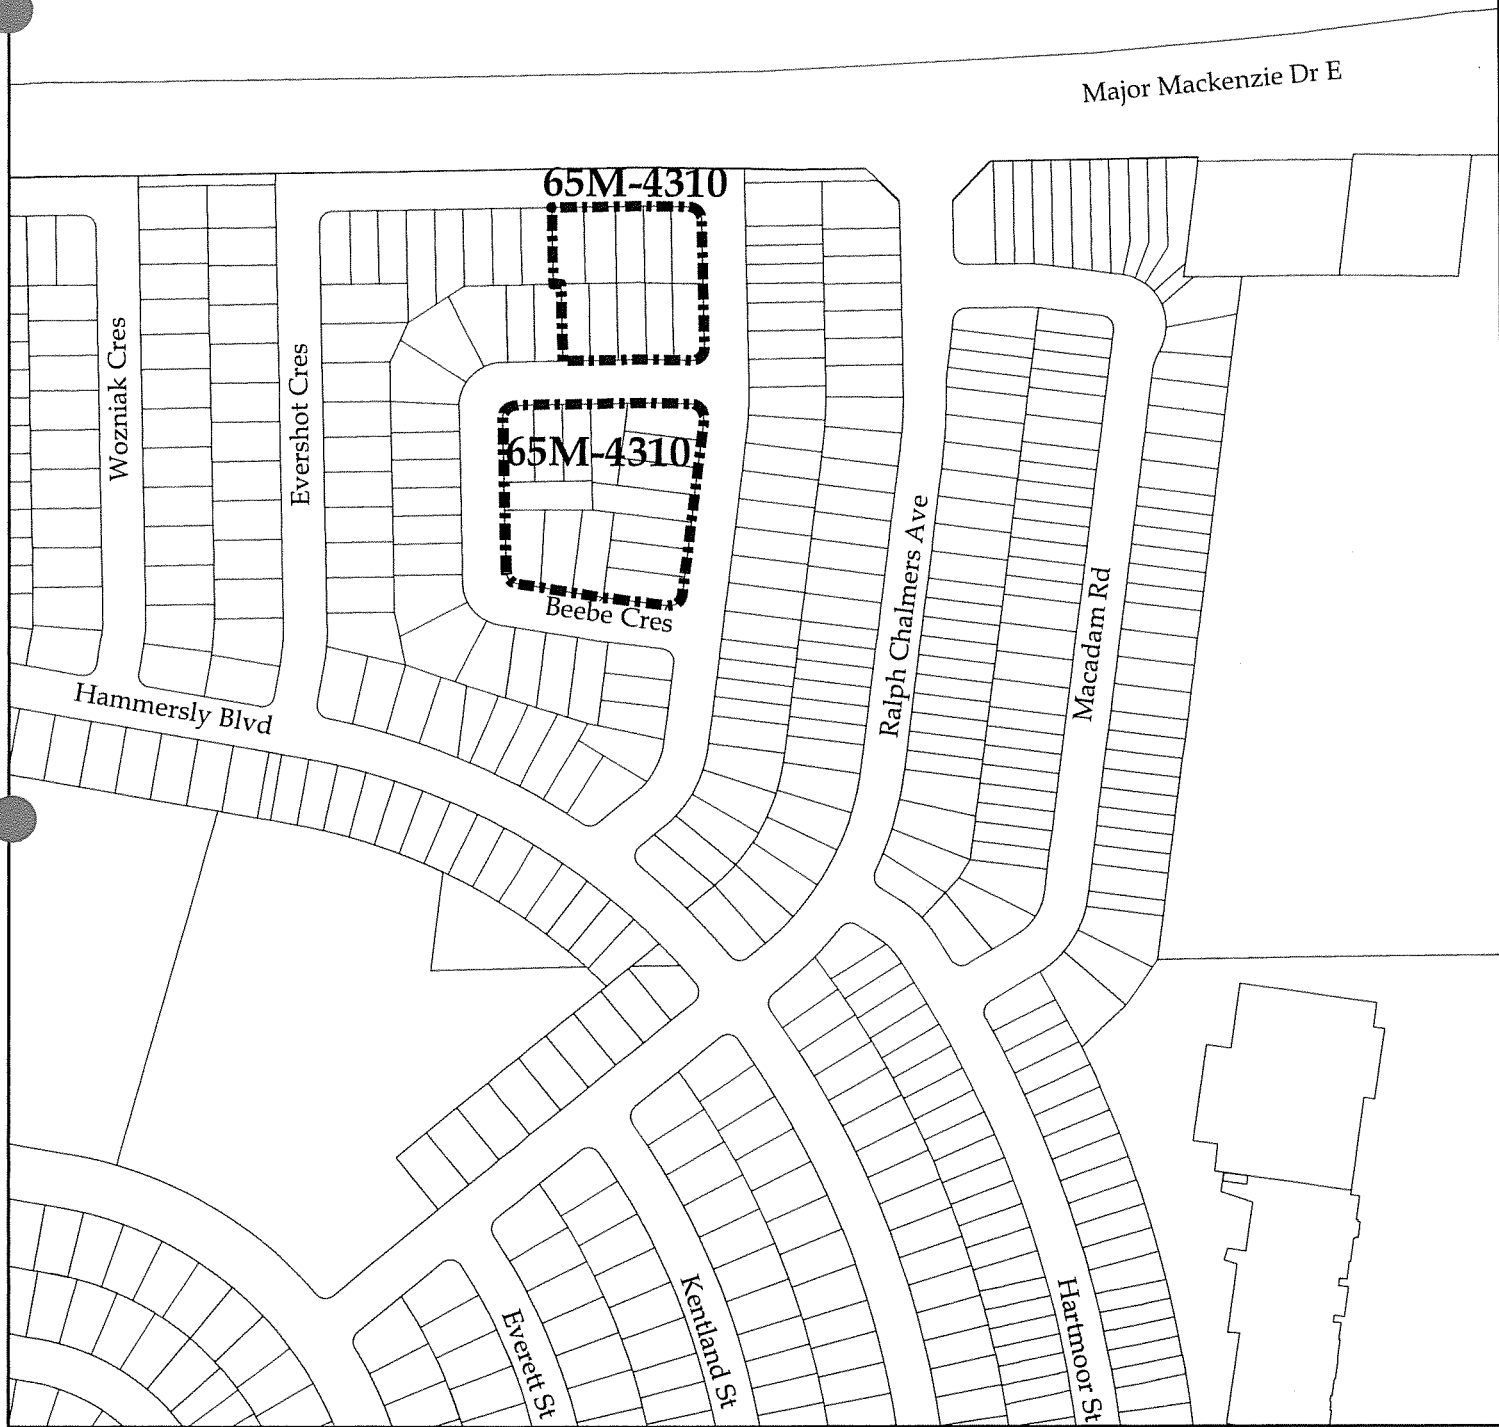 Major Mackenzie Dr E
65M-4310
Wozniak Cres
Evershot Cres
65M-4310
Ralph Chalmers Ave
Macadam Rd
Beebe Cres
Hammersly Blvd
Everett St
Kentland St
Hartmoor St